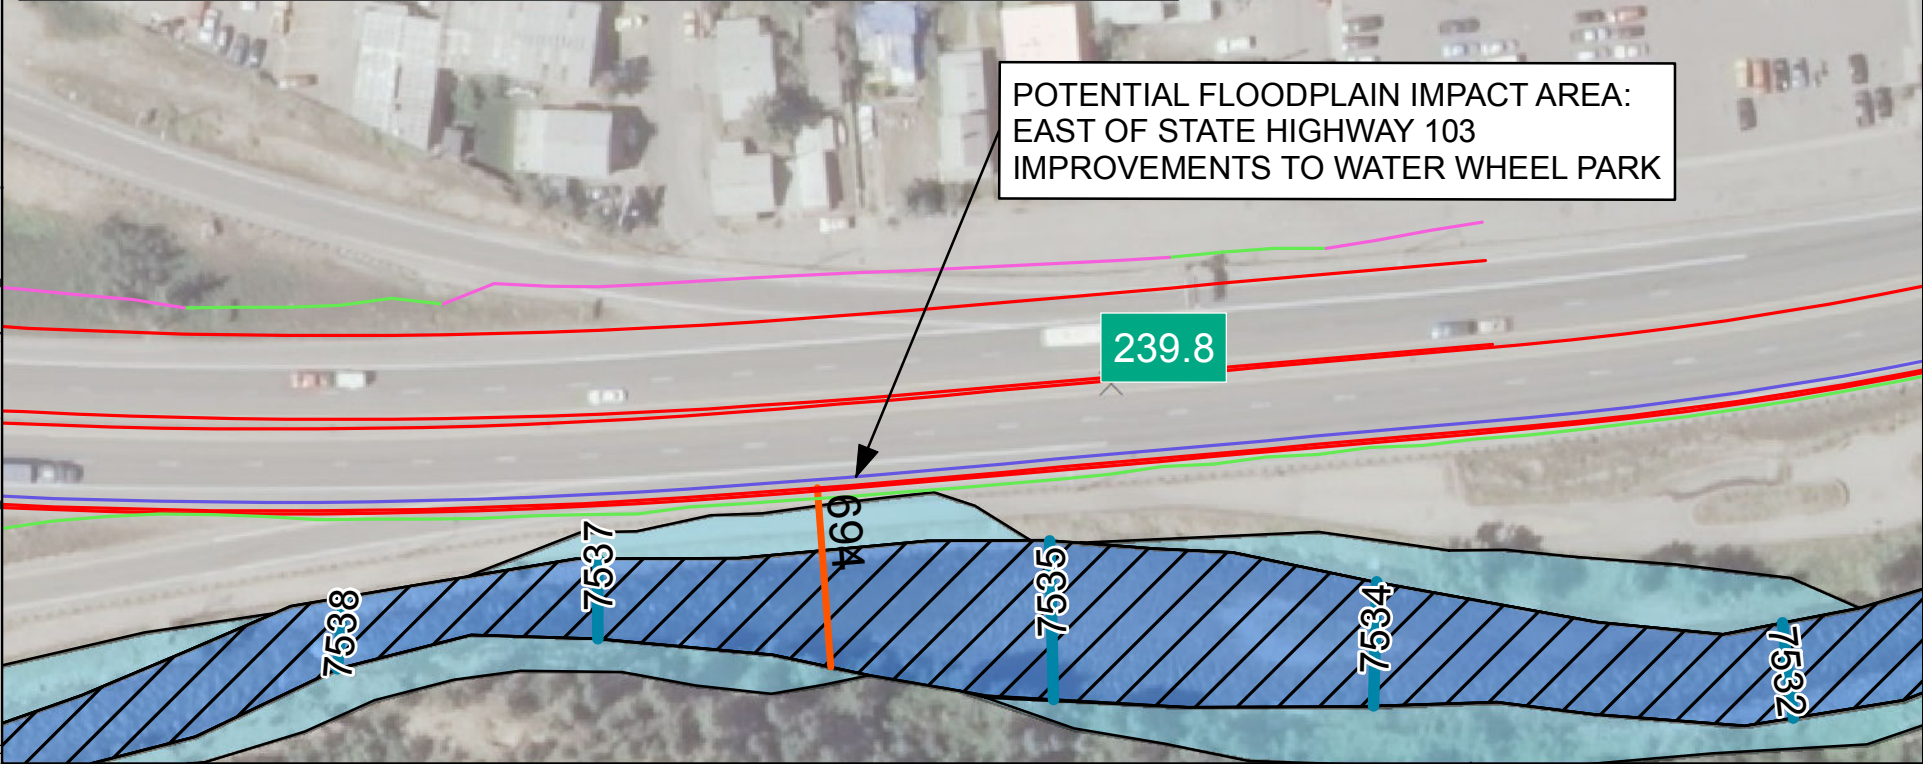 POTENTIAL FLOODPLAIN IMPACT AREA:
EAST OF STATE HIGHWAY 103
IMPROVEMENTS TO WATER WHEEL PARK
239.8
694
7537
7538
7535
7534
7532